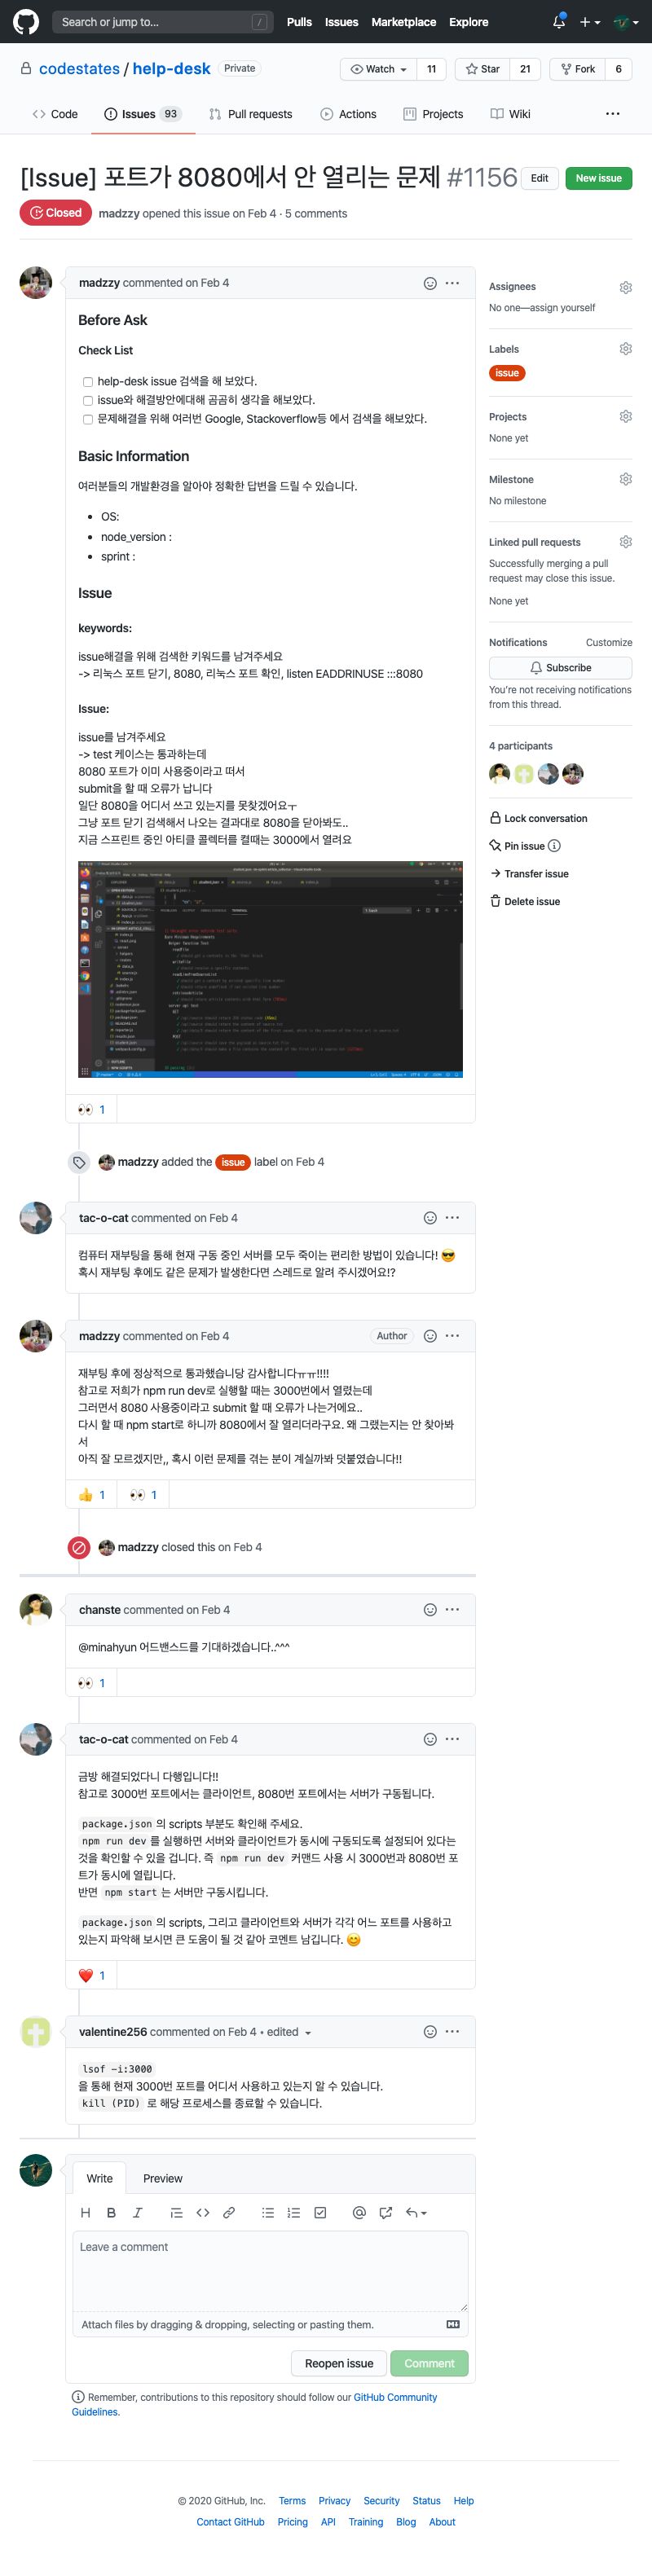 Search or jump to...
/
Pulls
Issues
Marketplace
Explore
codestates / help-desk
Private
Watch
11
Star
21
Fork
6
Code
Issues 93
Pull requests
Actions
Projects
Wiki
[Issue] 포트가 8080에서 안 열리는 문제 #1156
Edit
New issue
Closed
madzzy opened this issue on Feb 4 · 5 comments
madzzy commented on Feb 4
Before Ask
Check List
help-desk issue 검색을 해 보았다.
issue와 해결방안에대해 곰곰히 생각을 해보았다.
문제해결을 위해 여러번 Google, Stackoverflow등 에서 검색을 해보았다.
Basic Information
여러분들의 개발환경을 알아야 정확한 답변을 드릴 수 있습니다.
• OS:
• node_version :
• sprint :
Issue
keywords:
issue해결을 위해 검색한 키워드를 남겨주세요
-> 리눅스 포트 닫기, 8080, 리눅스 포트 확인, listen EADDRINUSE :::8080
Issue:
issue를 남겨주세요
-> test 케이스는 통과하는데
8080 포트가 이미 사용중이라고 떠서
submit을 할 때 오류가 납니다
일단 8080을 어디서 쓰고 있는지를 못찾겠어요ㅜ
그냥 포트 닫기 검색해서 나오는 결과대로 8080을 닫아봐도..
지금 스프린트 중인 아티클 콜렉터를 켤때는 3000에서 열려요
👀 1
Assignees
No one—assign yourself
Labels
issue
Projects
None yet
Milestone
No milestone
Linked pull requests
Successfully merging a pull
request may close this issue.
None yet
Notifications
Customize
Subscribe
You're not receiving notifications
from this thread.
4 participants
Lock conversation
Pin issue
Transfer issue
Delete issue
madzzy added the issue label on Feb 4
tac-o-cat commented on Feb 4
컴퓨터 재부팅을 통해 현재 구동 중인 서버를 모두 죽이는 편리한 방법이 있습니다! 😎
혹시 재부팅 후에도 같은 문제가 발생한다면 스레드로 알려 주시겠어요!?
madzzy commented on Feb 4
Author
재부팅 후에 정상적으로 통과했습니당 감사합니다ㅠㅠ!!!!
참고로 저희가 npm run dev로 실행할 때는 3000번에서 열렸는데
그러면서 8080 사용중이라고 submit 할 때 오류가 나는거에요..
다시 할 때 npm start로 하니까 8080에서 잘 열리더라구요. 왜 그랬는지는 안 찾아봐
서
아직 잘 모르겠지만,, 혹시 이런 문제를 겪는 분이 계실까봐 덧붙였습니다!!
👍 1
👀 1
madzzy closed this on Feb 4
chanste commented on Feb 4
@minahyun 어드밴스드를 기대하겠습니다..^^^
👀 1
tac-o-cat commented on Feb 4
금방 해결되었다니 다행입니다!!
참고로 3000번 포트에서는 클라이언트, 8080번 포트에서는 서버가 구동됩니다.
package.json 의 scripts 부분도 확인해 주세요.
npm run dev 를 실행하면 서버와 클라이언트가 동시에 구동되도록 설정되어 있다는
것을 확인할 수 있을 겁니다. 즉 npm run dev 커맨드 사용 시 3000번과 8080번 포
트가 동시에 열립니다.
반면 npm start 는 서버만 구동시킵니다.
package.json 의 scripts, 그리고 클라이언트와 서버가 각각 어느 포트를 사용하고
있는지 파악해 보시면 큰 도움이 될 것 같아 코멘트 남깁니다. 😊
❤️ 1
valentine256 commented on Feb 4 • edited
lsof -i:3000
을 통해 현재 3000번 포트를 어디서 사용하고 있는지 알 수 있습니다.
kill (PID) 로 해당 프로세스를 종료할 수 있습니다.
Write
Preview
Leave a comment
Attach files by dragging & dropping, selecting or pasting them.
Reopen issue
Comment
Remember, contributions to this repository should follow our GitHub Community
Guidelines.
© 2020 GitHub, Inc.
Terms
Privacy
Security
Status
Help
Contact GitHub
Pricing
API
Training
Blog
About